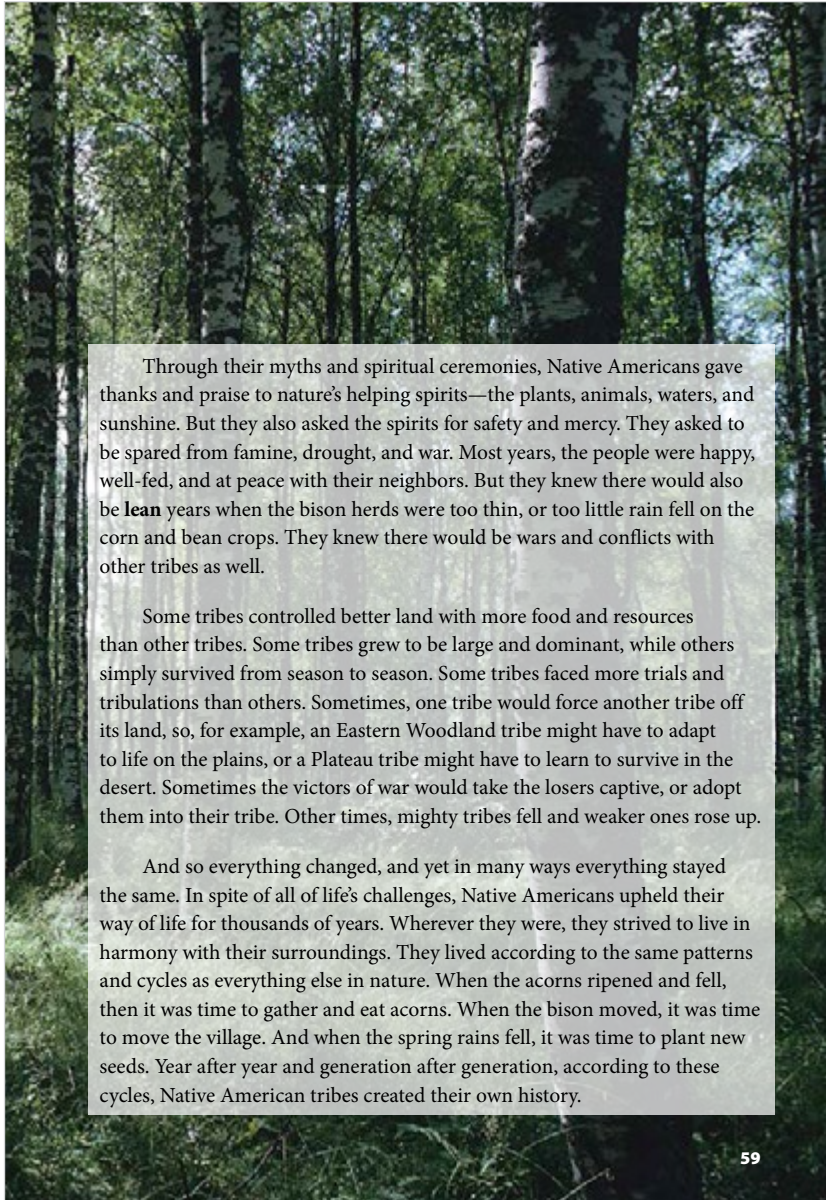 Through their myths and spiritual ceremonies, Native Americans gave
thanks and praise to nature’s helping spirits—the plants, animals, waters, and
sunshine. But they also asked the spirits for safety and mercy. They asked to
be spared from famine, drought, and war. Most years, the people were happy,
well-fed, and at peace with their neighbors. But they knew there would also
be lean years when the bison herds were too thin, or too little rain fell on the
corn and bean crops. They knew there would be wars and conflicts with
other tribes as well.
Some tribes controlled better land with more food and resources
than other tribes. Some tribes grew to be large and dominant, while others
simply survived from season to season. Some tribes faced more trials and
tribulations than others. Sometimes, one tribe would force another tribe off
its land, so, for example, an Eastern Woodland tribe might have to adapt
to life on the plains, or a Plateau tribe might have to learn to survive in the
desert. Sometimes the victors of war would take the losers captive, or adopt
them into their tribe. Other times, mighty tribes fell and weaker ones rose up.
And so everything changed, and yet in many ways everything stayed
the same. In spite of all of life’s challenges, Native Americans upheld their
way of life for thousands of years. Wherever they were, they strived to live in
harmony with their surroundings. They lived according to the same patterns
and cycles as everything else in nature. When the acorns ripened and fell,
then it was time to gather and eat acorns. When the bison moved, it was time
to move the village. And when the spring rains fell, it was time to plant new
seeds. Year after year and generation after generation, according to these
cycles, Native American tribes created their own history.
59